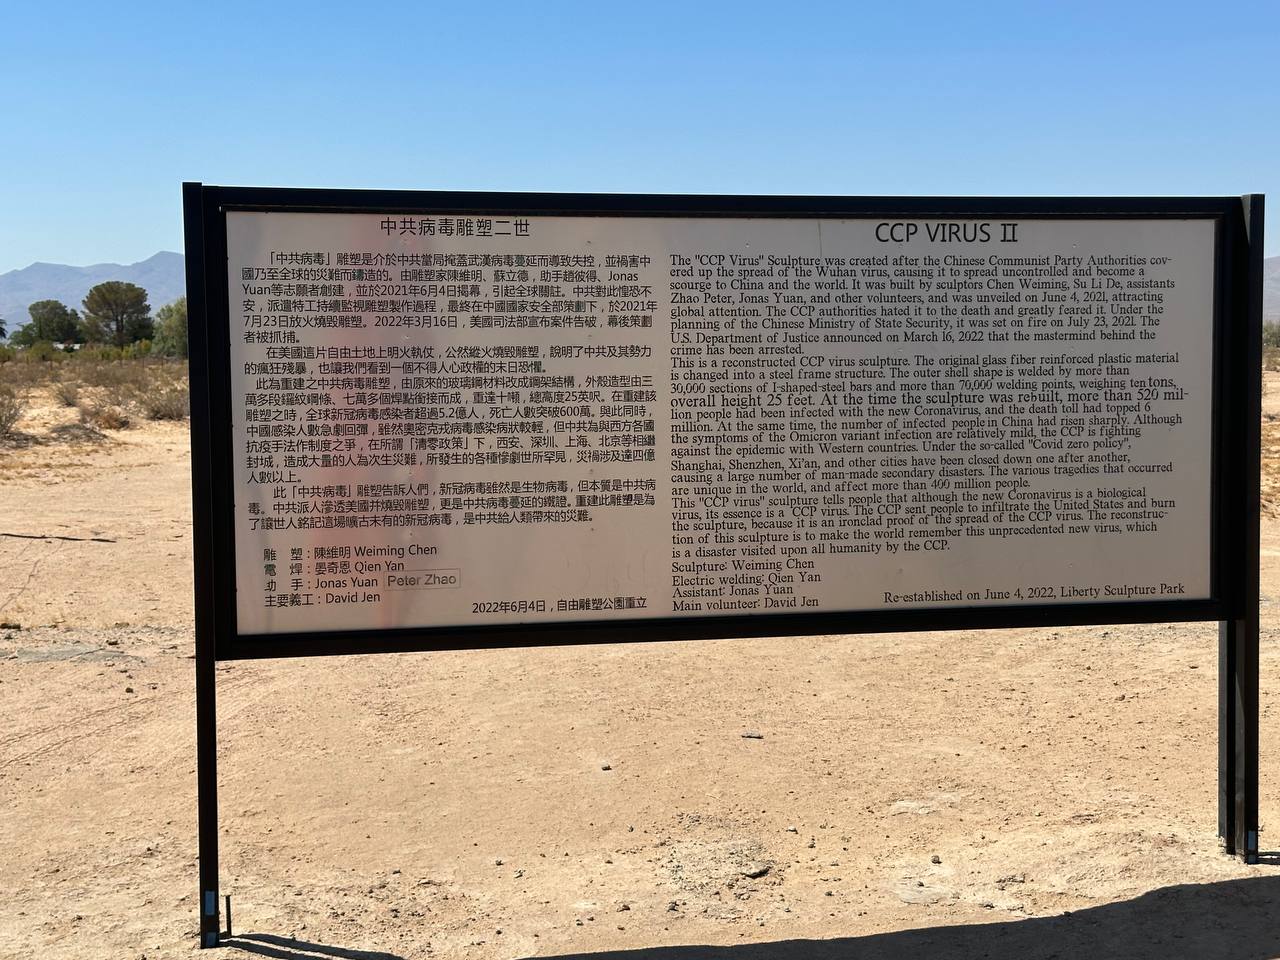 中共病毒雕塑二世
「中共病毒」雕塑是介於中共當局掩蓋武漢病毒蔓延而導致失控，並禍害中
國乃至全球的災難而鑄造的。由雕塑家陳維明、蘇立德，助手趙彼得、Jonas
Yuan等志願者創建，並於2021年6月4日揭幕，引起全球關註。中共對此惶恐不
安，派遣特工持續監視雕塑製作過程，最終在中國國家安全部策劃下，於2021年
7月23日放火燒毀雕塑。2022年3月16日，美國司法部宣布案件告破，幕後策劃
者被抓捕。
在美國這片自由土地上明火執仗，公然縱火燒毀雕塑，說明了中共及其勢力
的瘋狂殘暴，也讓我們看到一個不得人心政權的末日恐懼。
此為重建之中共病毒雕塑，由原來的玻璃鋼材料改成鋼架結構，外殼造型由三
萬多段鑼紋鋼條、七萬多個焊點銜接而成，重達十噸，總高度25英呎。在重建該
雕塑之時，全球新冠病毒感染者超過5.2億人，死亡人數突破600萬。與此同時，
中國感染人數急劇回彈，雖然奧密克戎病毒感染病狀較輕，但中共為與西方各國
抗疫手法作制度之爭，在所謂「清零政策」下，西安、深圳、上海、北京等相繼
封城，造成大量的人為次生災難，所發生的各種慘劇世所罕見，災禍涉及達四億
人數以上。
此「中共病毒」雕塑告訴人們，新冠病毒雖然是生物病毒，但本質是中共病
毒。中共派人滲透美國并燒毀雕塑，更是中共病毒蔓延的鐵證。重建此雕塑是為
了讓世人銘記這場曠古未有的新冠病毒，是中共給人類帶來的災難。
雕 塑：陳維明 Weiming Chen
電 焊：晏奇恩 Qien Yan
助 手：Jonas Yuan Peter Zhao
主要義工：David Jen
2022年6月4日，自由雕塑公園重立
CCP VIRUS II
The "CCP Virus" Sculpture was created after the Chinese Communist Party Authorities cov-
ered up the spread of the Wuhan virus, causing it to spread uncontrolled and become a
scourge to China and the world. It was built by sculptors Chen Weiming, Su Li De, assistants
Zhao Peter, Jonas Yuan, and other volunteers, and was unveiled on June 4, 2021, attracting
global attention. The CCP authorities hated it to the death and greatly feared it. Under the
planning of the Chinese Ministry of State Security, it was set on fire on July 23, 2021. The
U.S. Department of Justice announced on March 16, 2022 that the mastermind behind the
crime has been arrested.
This is a reconstructed CCP virus sculpture. The original glass fiber reinforced plastic material
is changed into a steel frame structure. The outer shell shape is welded by more than
30,000 sections of I-shaped-steel bars and more than 70,000 welding points, weighing ten tons,
overall height 25 feet. At the time the sculpture was rebuilt, more than 520 mil-
lion people had been infected with the new Coronavirus, and the death toll had topped 6
million. At the same time, the number of infected people in China had risen sharply. Although
the symptoms of the Omicron variant infection are relatively mild, the CCP is fighting
against the epidemic with Western countries. Under the so-called "Covid zero policy",
Shanghai, Shenzhen, Xi'an, and other cities have been closed down one after another,
causing a large number of man-made secondary disasters. The various tragedies that occurred
are unique in the world, and affect more than 400 million people.
This "CCP virus" sculpture tells people that although the new Coronavirus is a biological
virus, its essence is a CCP virus. The CCP sent people to infiltrate the United States and burn
the sculpture, because it is an ironclad proof of the spread of the CCP virus. The reconstruc-
tion of this sculpture is to make the world remember this unprecedented new virus, which
is a disaster visited upon all humanity by the CCP.
Sculpture: Weiming Chen
Electric welding: Qien Yan
Assistant: Jonas Yuan
Main volunteer: David Jen
Re-established on June 4, 2022, Liberty Sculpture Park